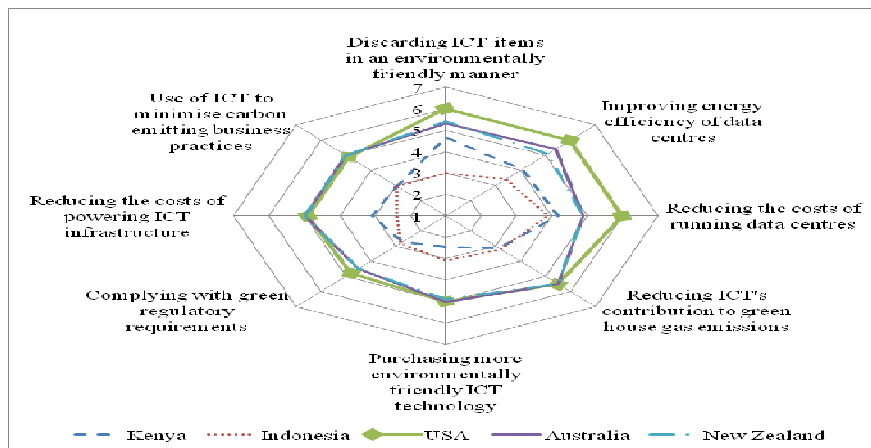 Discarding ICT items
in an environmentally
friendly manner
7
6
5
4
3
2
1
Improving energy
efficiency of data
centres
Reducing the costs of
running data centres
Reducing ICT's
contribution to green
house gas emissions
Purchasing more
environmentally
friendly ICT
technology
Complying with green
regulatory
requirements
Reducing the costs of
powering ICT
infrastructure
Use of ICT to
minimise carbon
emitting business
practices
Kenya Indonesia USA Australia New Zealand